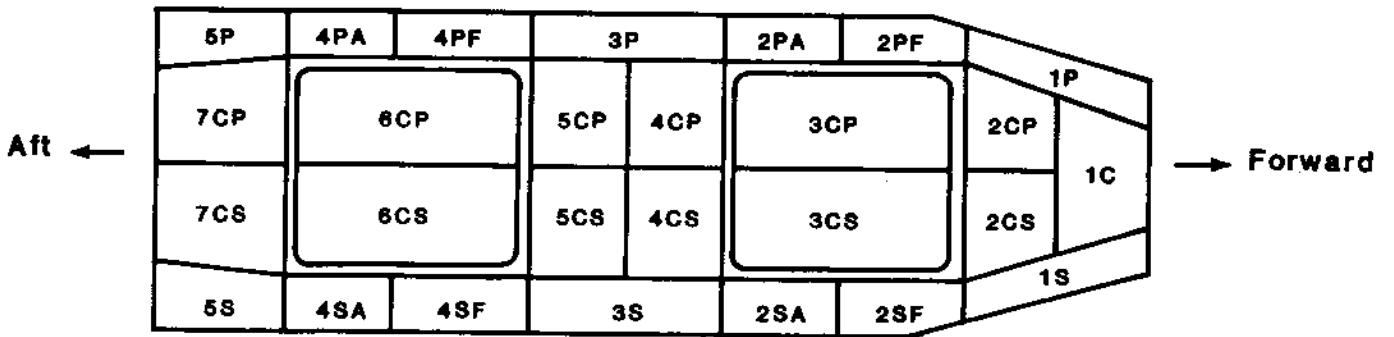 5P 4PA 4PF 3P 2PA 2PF
1P
7CP 6CP 5CP 4CP 3CP 2CP
Aft Forward
1C
7CS 6CS 5CS 4CS 3CS 2CS
1S
5S 4SA 4SF 3S 2SA 2SF